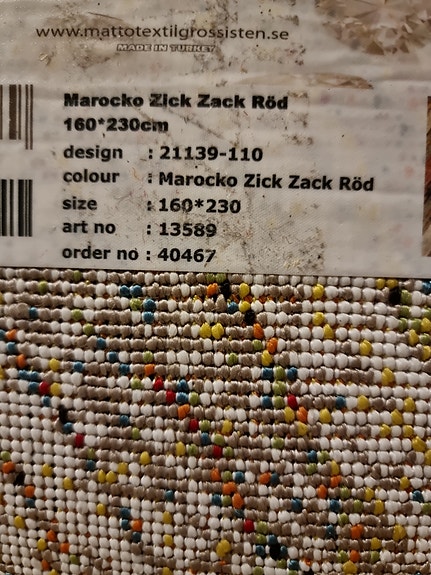 www.mattotextilgrossisten.se
MADE IN TURKEY
Marocko Zick Zack Röd
160*230cm
design : 21139-110
colour : Marocko Zick Zack Röd
size : 160*230
art no : 13589
order no : 40467